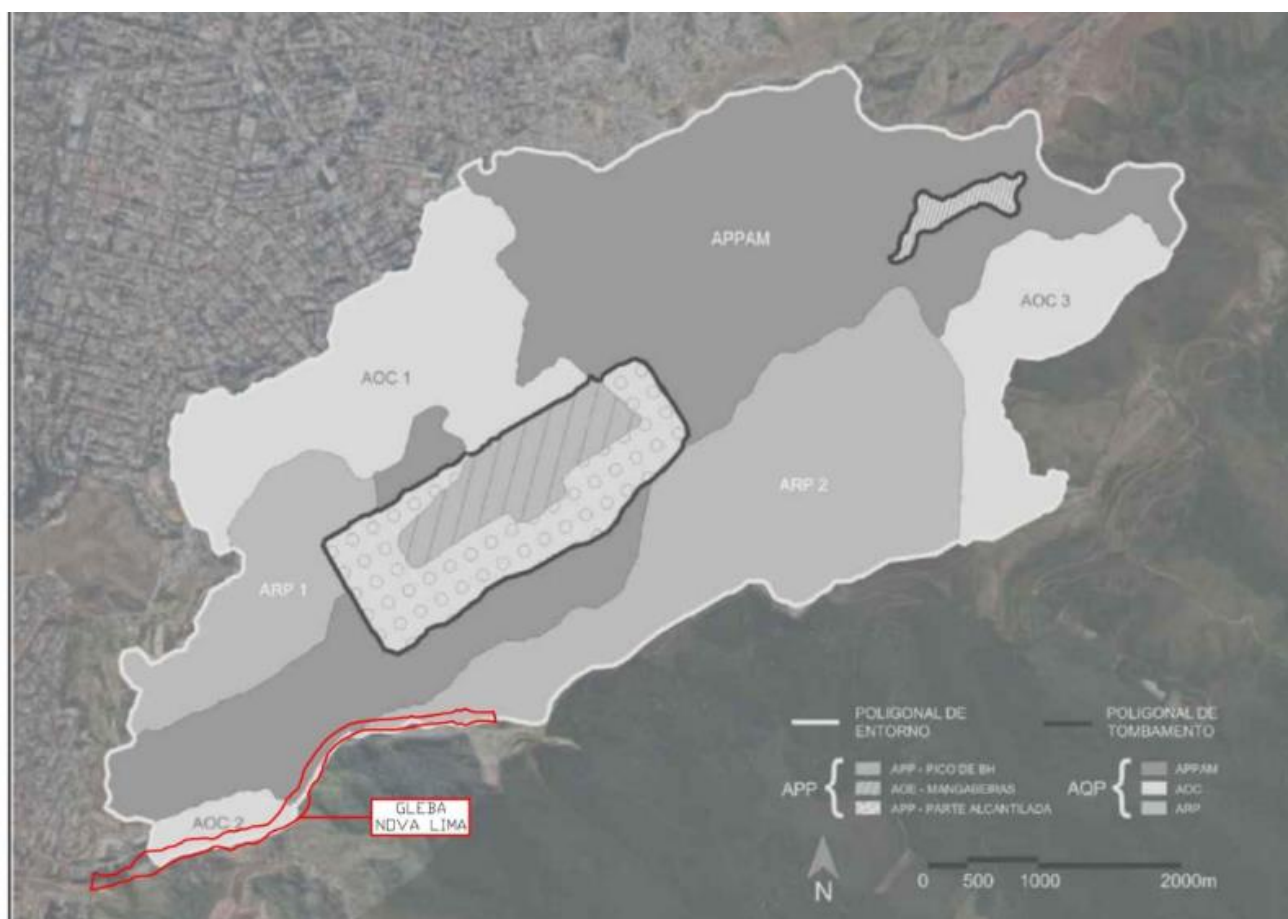 APPAM
AOC 3
AOC 1
ARP 2
ARP 1
AOC 2
GLEBA
NOVA LIMA
POLIGONAL DE
ENTORNO
POLIGONAL DE
TOMBAMENTO
APP
APP - PICO DE BH
AOE - MANGABEIRAS
APP - PARTE ALCANTILADA
AQP
APPAM
AOC
ARP
N
0 500 1000 2000m